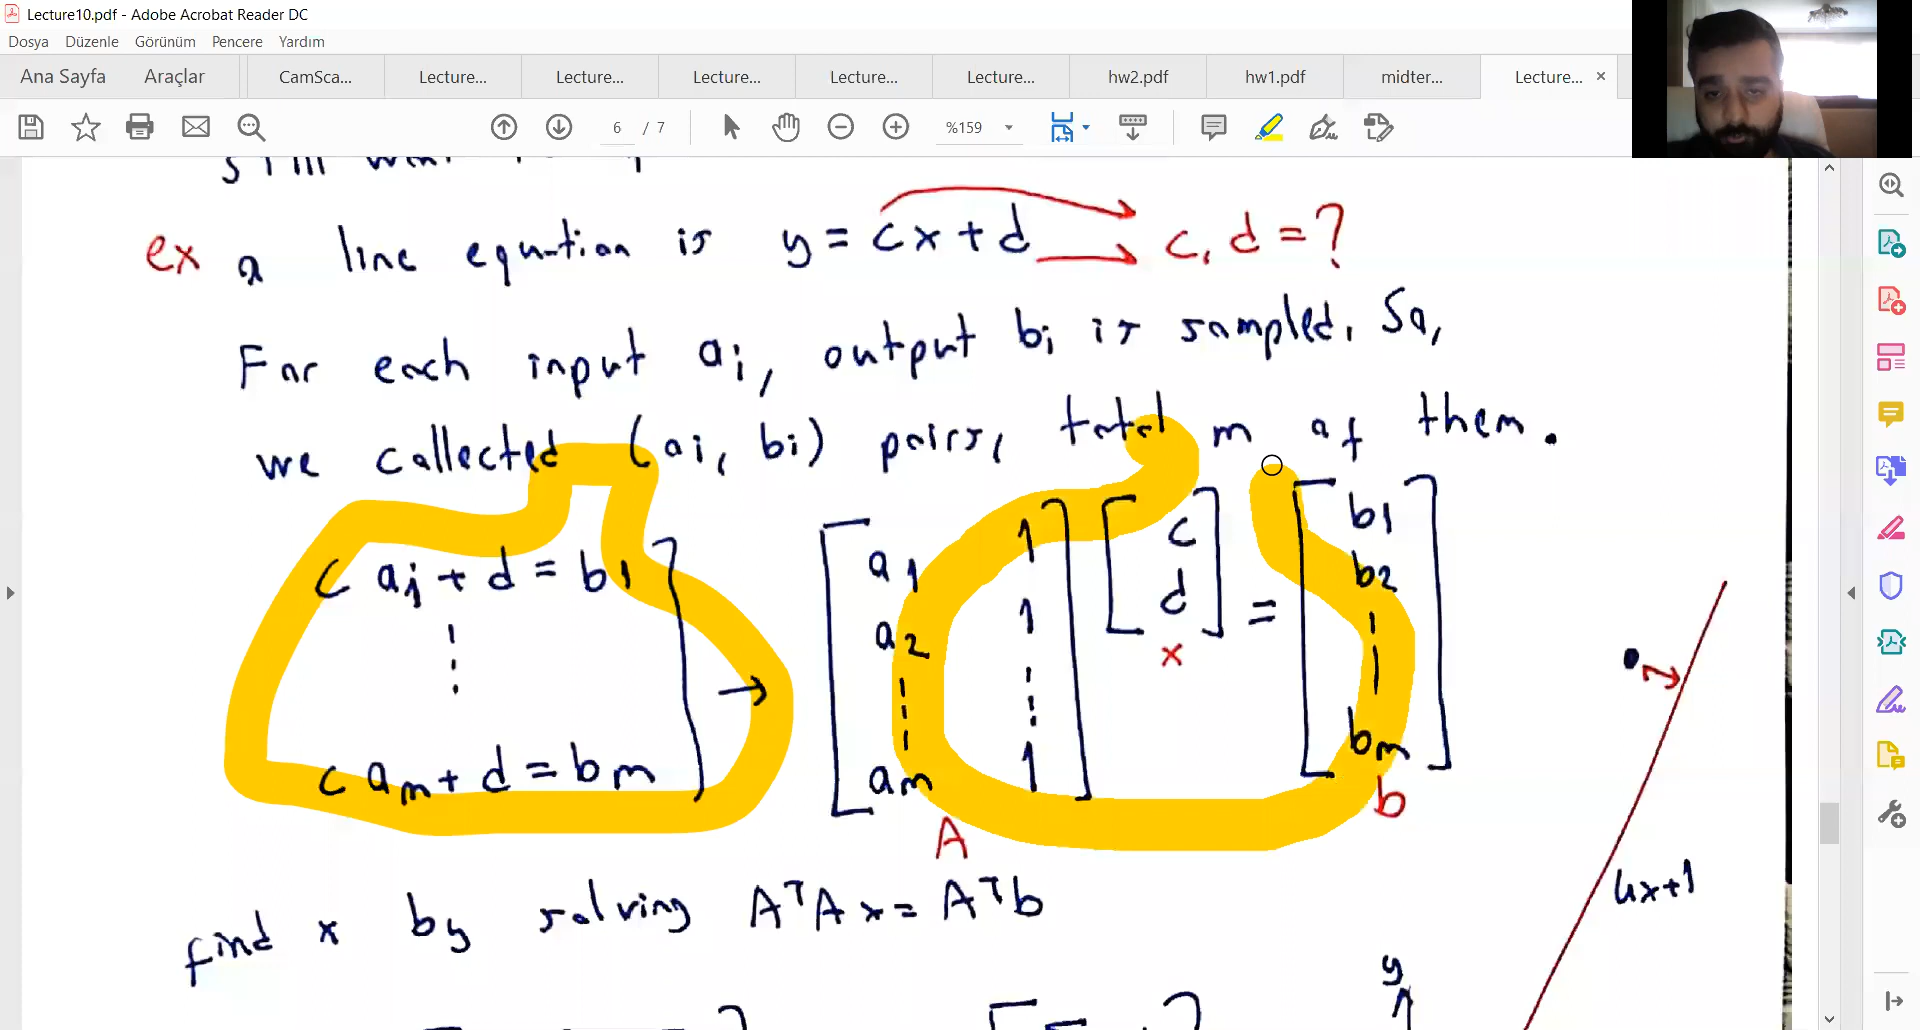 Lecture10.pdf - Adobe Acrobat Reader DC
Dosya Düzenle Görünüm Pencere Yardım
Ana Sayfa Araçlar CamSca... Lecture... Lecture... Lecture... Lecture... Lecture... hw2.pdf hw1.pdf midter... Lecture... ×
6 / 7 %159
ex a line equation is y = cx + d c, d = ?
For each input ai, output bi is sampled. So,
we collected (ai, bi) pairs, total m of them.
c a1 + d = b1
⋮
c am + d = bm
→
[a1 1
a2 1
⋮ ⋮
am 1]
A
[c
d]
x
=
[b1
b2
⋮
bm]
b
find x by solving AᵀA x = Aᵀb
4x+1
y